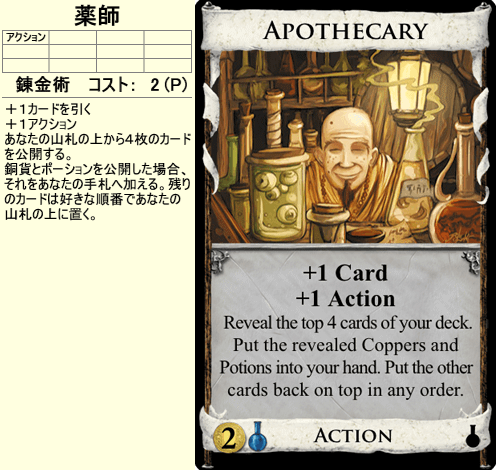 薬師
アクション
錬金術 コスト: 2(P)
+1カードを引く
+1アクション
あなたの山札の上から4枚のカード
を公開する。
銅貨とポーションを公開した場合、
それをあなたの手札へ加える。残り
のカードは好きな順番であなたの
山札の上に置く。
APOTHECARY
+1 Card
+1 Action
Reveal the top 4 cards of your deck.
Put the revealed Coppers and
Potions into your hand. Put the other
cards back on top in any order.
2
ACTION